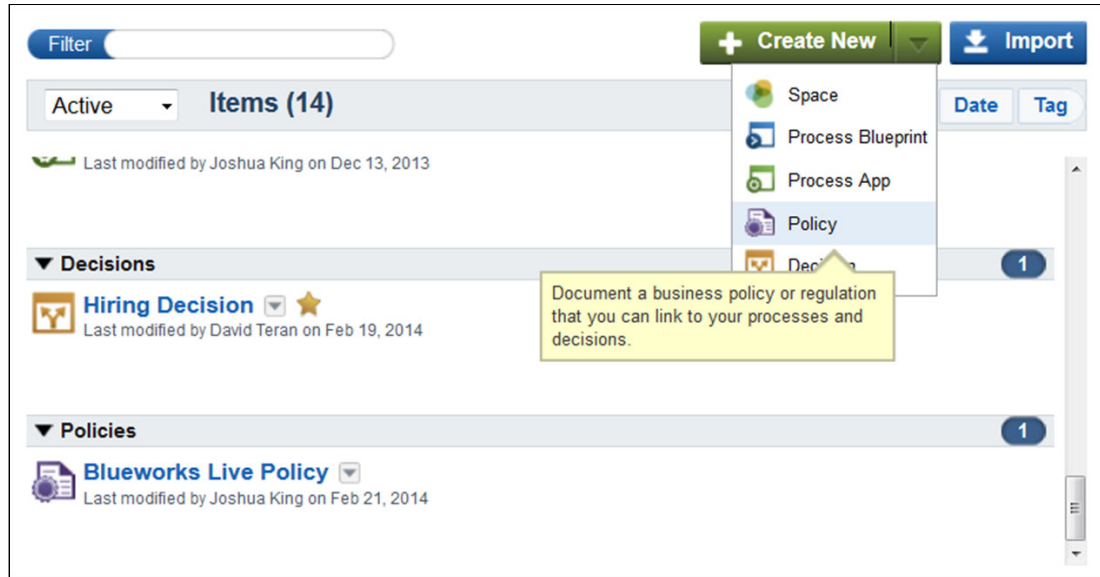 Filter
Create New
Import
Active
Items (14)
Date
Tag
Space
Process Blueprint
Process App
Policy
Last modified by Joshua King on Dec 13, 2013
Decisions
1
Hiring Decision
Last modified by David Teran on Feb 19, 2014
Document a business policy or regulation
that you can link to your processes and
decisions.
Policies
1
Blueworks Live Policy
Last modified by Joshua King on Feb 21, 2014